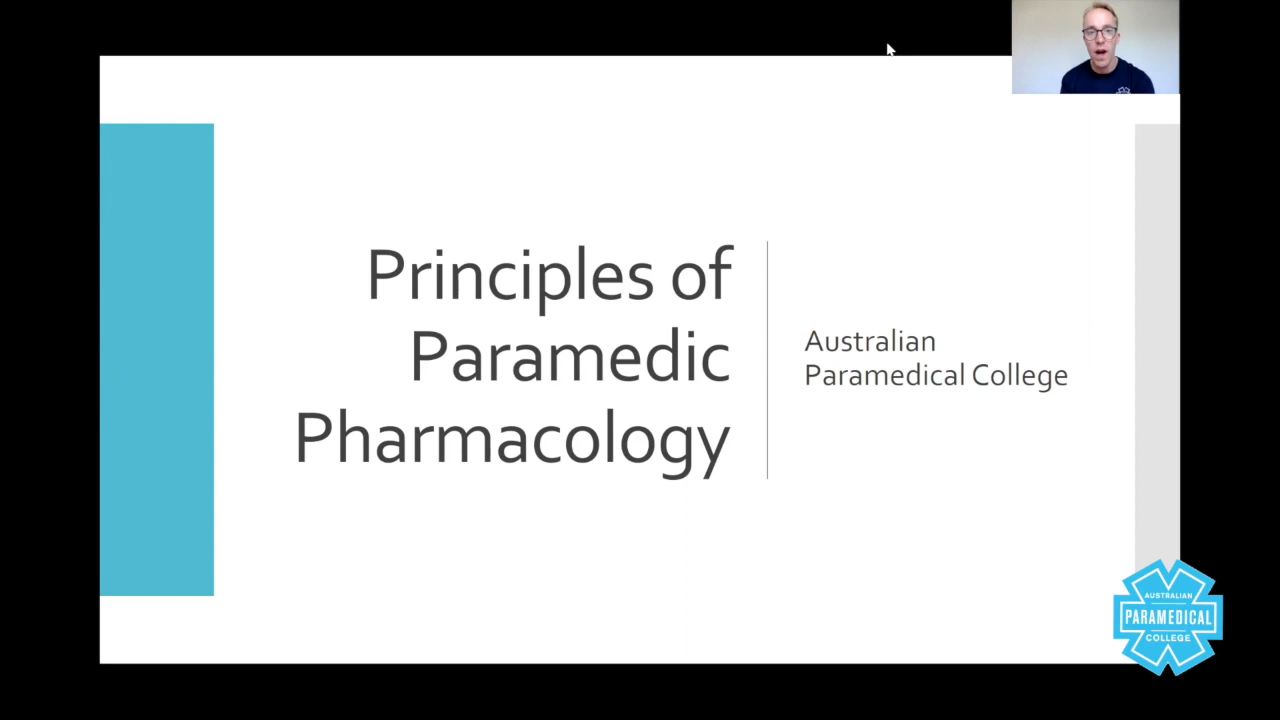 Principles of
Paramedic
Pharmacology
Australian
Paramedical College
AUSTRALIAN
PARAMEDICAL
COLLEGE